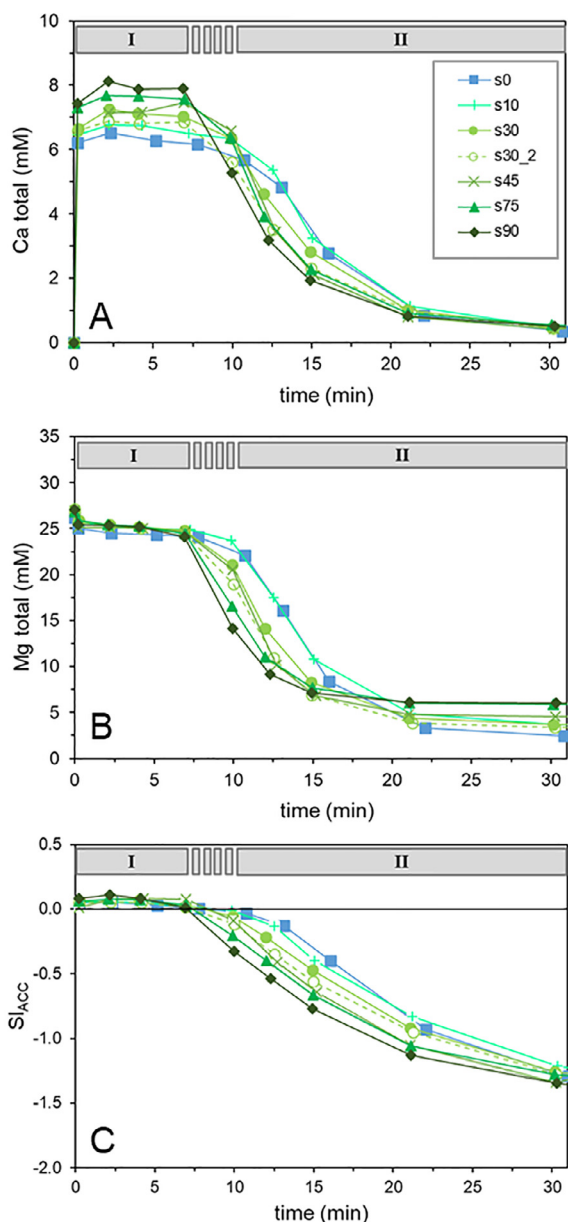 10
8
6
4
2
0
Ca total (mM)
I
II
s0
s10
s30
s30_2
s45
s75
s90
A
0
5
10
15
20
25
30
time (min)
35
30
25
20
15
10
5
0
Mg total (mM)
I
II
B
0
5
10
15
20
25
30
time (min)
0.5
0.0
-0.5
-1.0
-1.5
-2.0
SI_ACC
I
II
C
0
5
10
15
20
25
30
time (min)